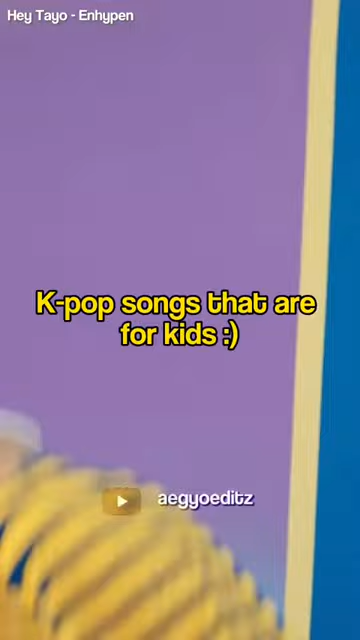 Hey Tayo - Enhypen
K-pop songs that are
for kids :)
aegyoeditz